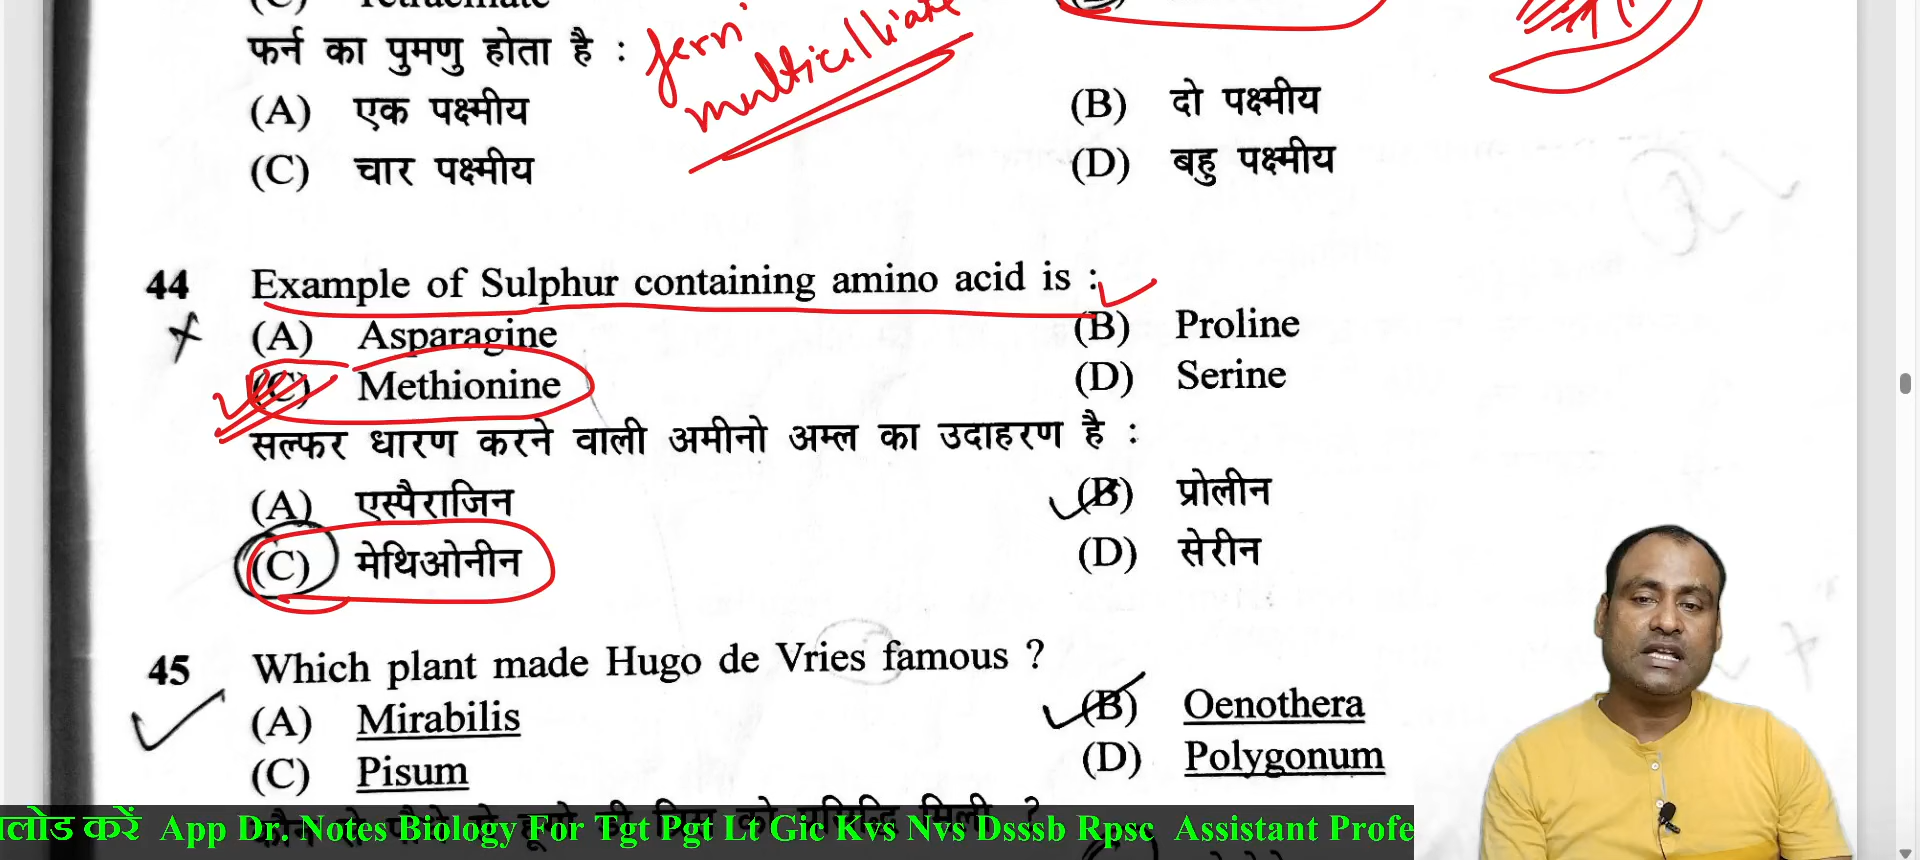 (C) Tetraciliate
फर्न का पुमणु होता है :
fern
multiciliate
(A) एक पक्ष्मीय
(B) दो पक्ष्मीय
(C) चार पक्ष्मीय
(D) बहु पक्ष्मीय
44 Example of Sulphur containing amino acid is :
(A) Asparagine
(B) Proline
(C) Methionine
(D) Serine
सल्फर धारण करने वाली अमीनो अम्ल का उदाहरण है :
(A) एस्पैराजिन
(B) प्रोलीन
(C) मेथिओनीन
(D) सेरीन
45 Which plant made Hugo de Vries famous ?
(A) Mirabilis
(B) Oenothera
(C) Pisum
(D) Polygonum
लोड करें App Dr. Notes Biology For Tgt Pgt Lt Gic Kvs Nvs Dsssb Rpsc Assistant Profe